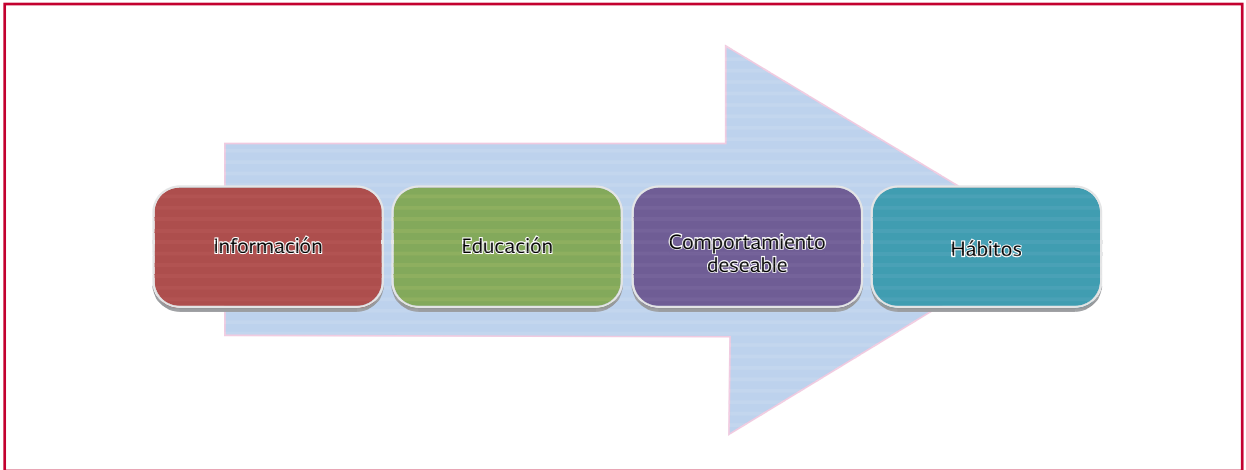 Información
Educación
Comportamiento
deseable
Hábitos